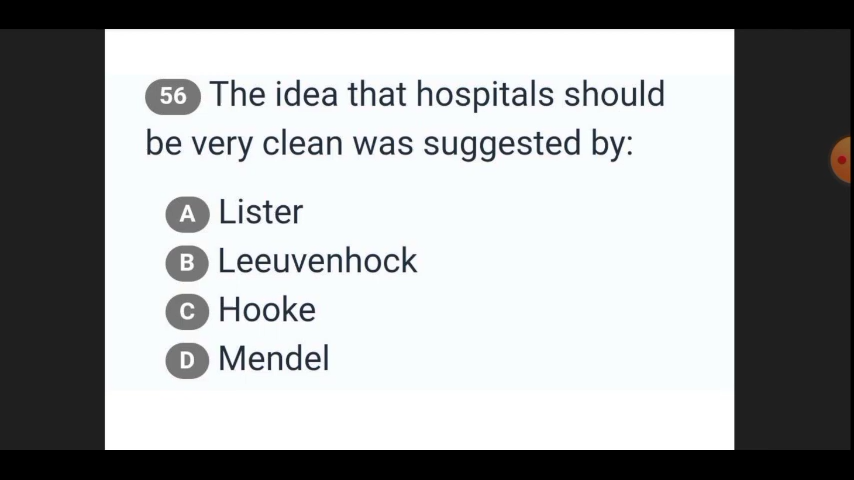 56 The idea that hospitals should
be very clean was suggested by:
A Lister
B Leeuvenhock
C Hooke
D Mendel